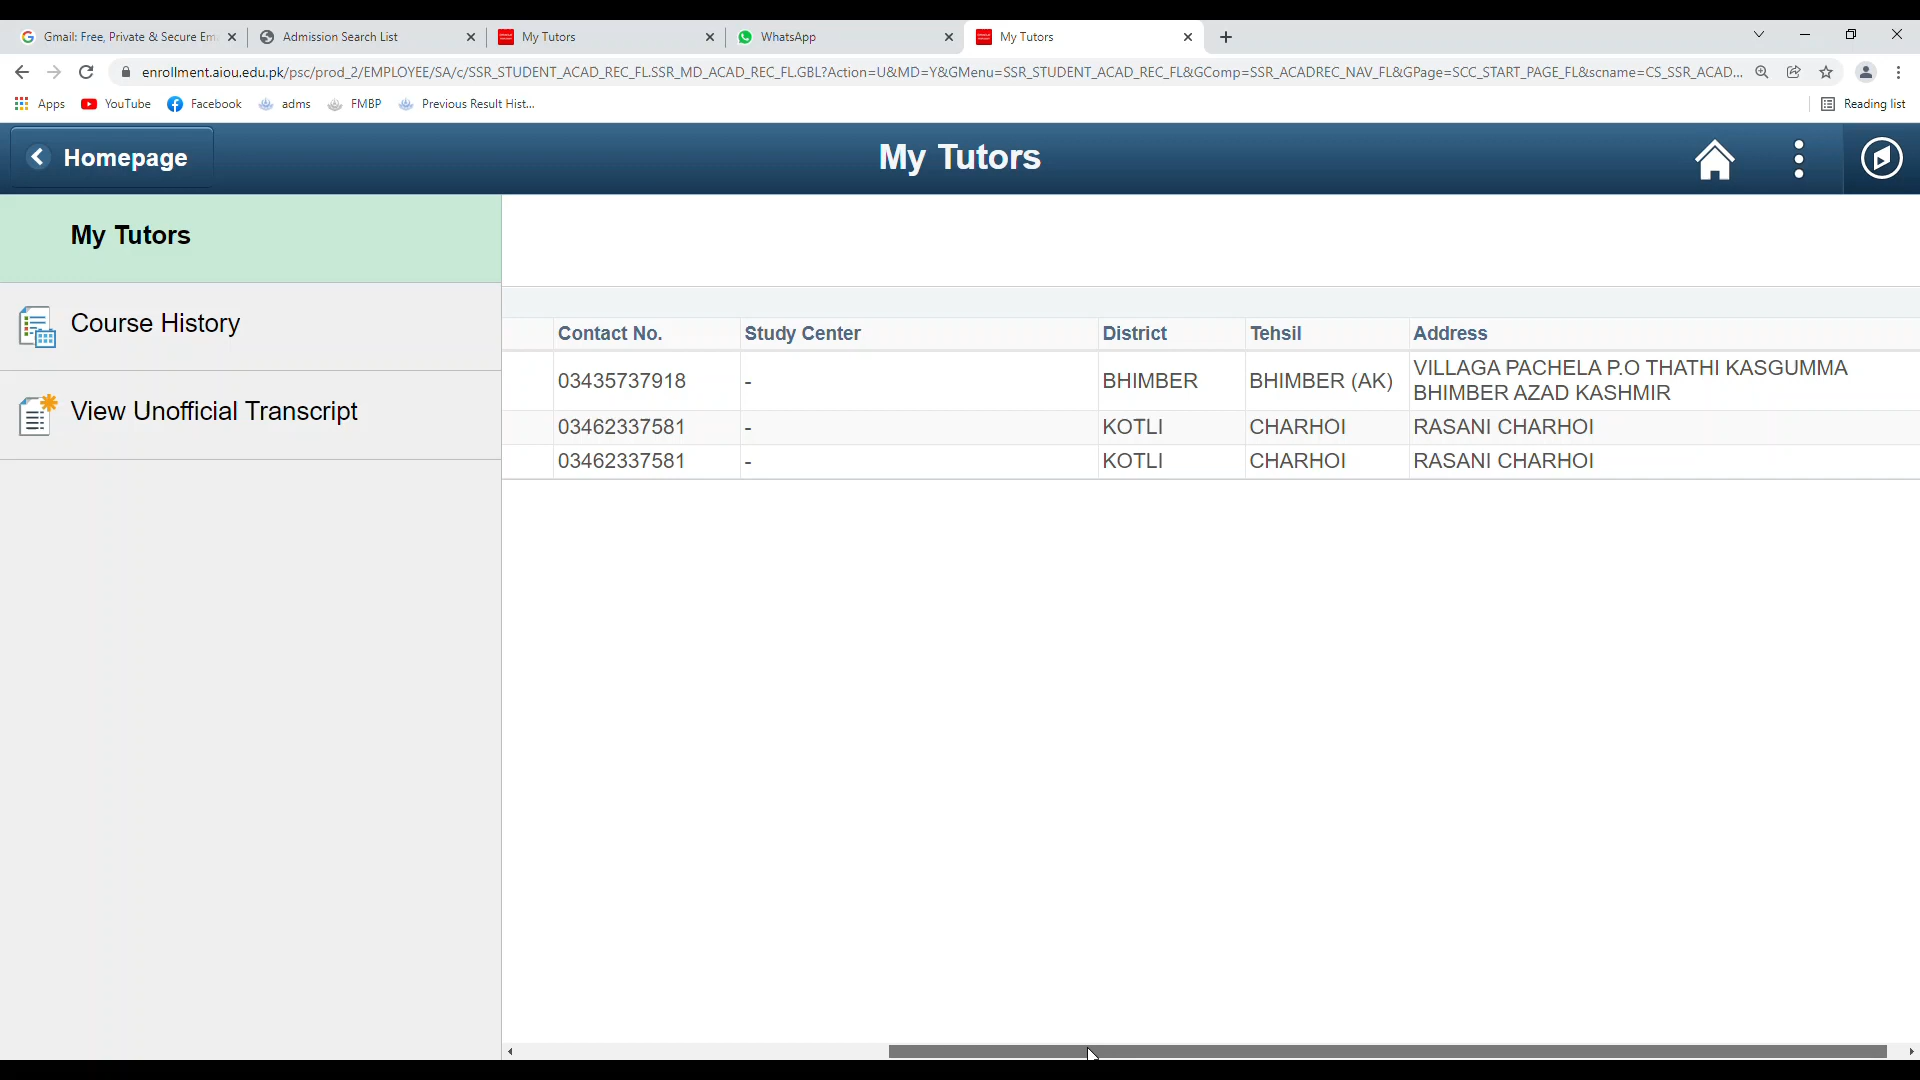 Gmail: Free, Private & Secure Em
Admission Search List
My Tutors
WhatsApp
My Tutors
enrollment.aiou.edu.pk/psc/prod_2/EMPLOYEE/SA/c/SSR_STUDENT_ACAD_REC_FL.SSR_MD_ACAD_REC_FL.GBL?Action=U&MD=Y&GMenu=SSR_STUDENT_ACAD_REC_FL&GComp=SSR_ACADREC_NAV_FL&GPage=SCC_START_PAGE_FL&scname=CS_SSR_ACAD...
Apps
YouTube
Facebook
adms
FMBP
Previous Result Hist...
Reading list
Homepage
My Tutors
My Tutors
Course History
View Unofficial Transcript
Contact No. Study Center District Tehsil Address
03435737918 - BHIMBER BHIMBER (AK) VILLAGA PACHELA P.O THATHI KASGUMMA
BHIMBER AZAD KASHMIR
03462337581 - KOTLI CHARHOI RASANI CHARHOI
03462337581 - KOTLI CHARHOI RASANI CHARHOI